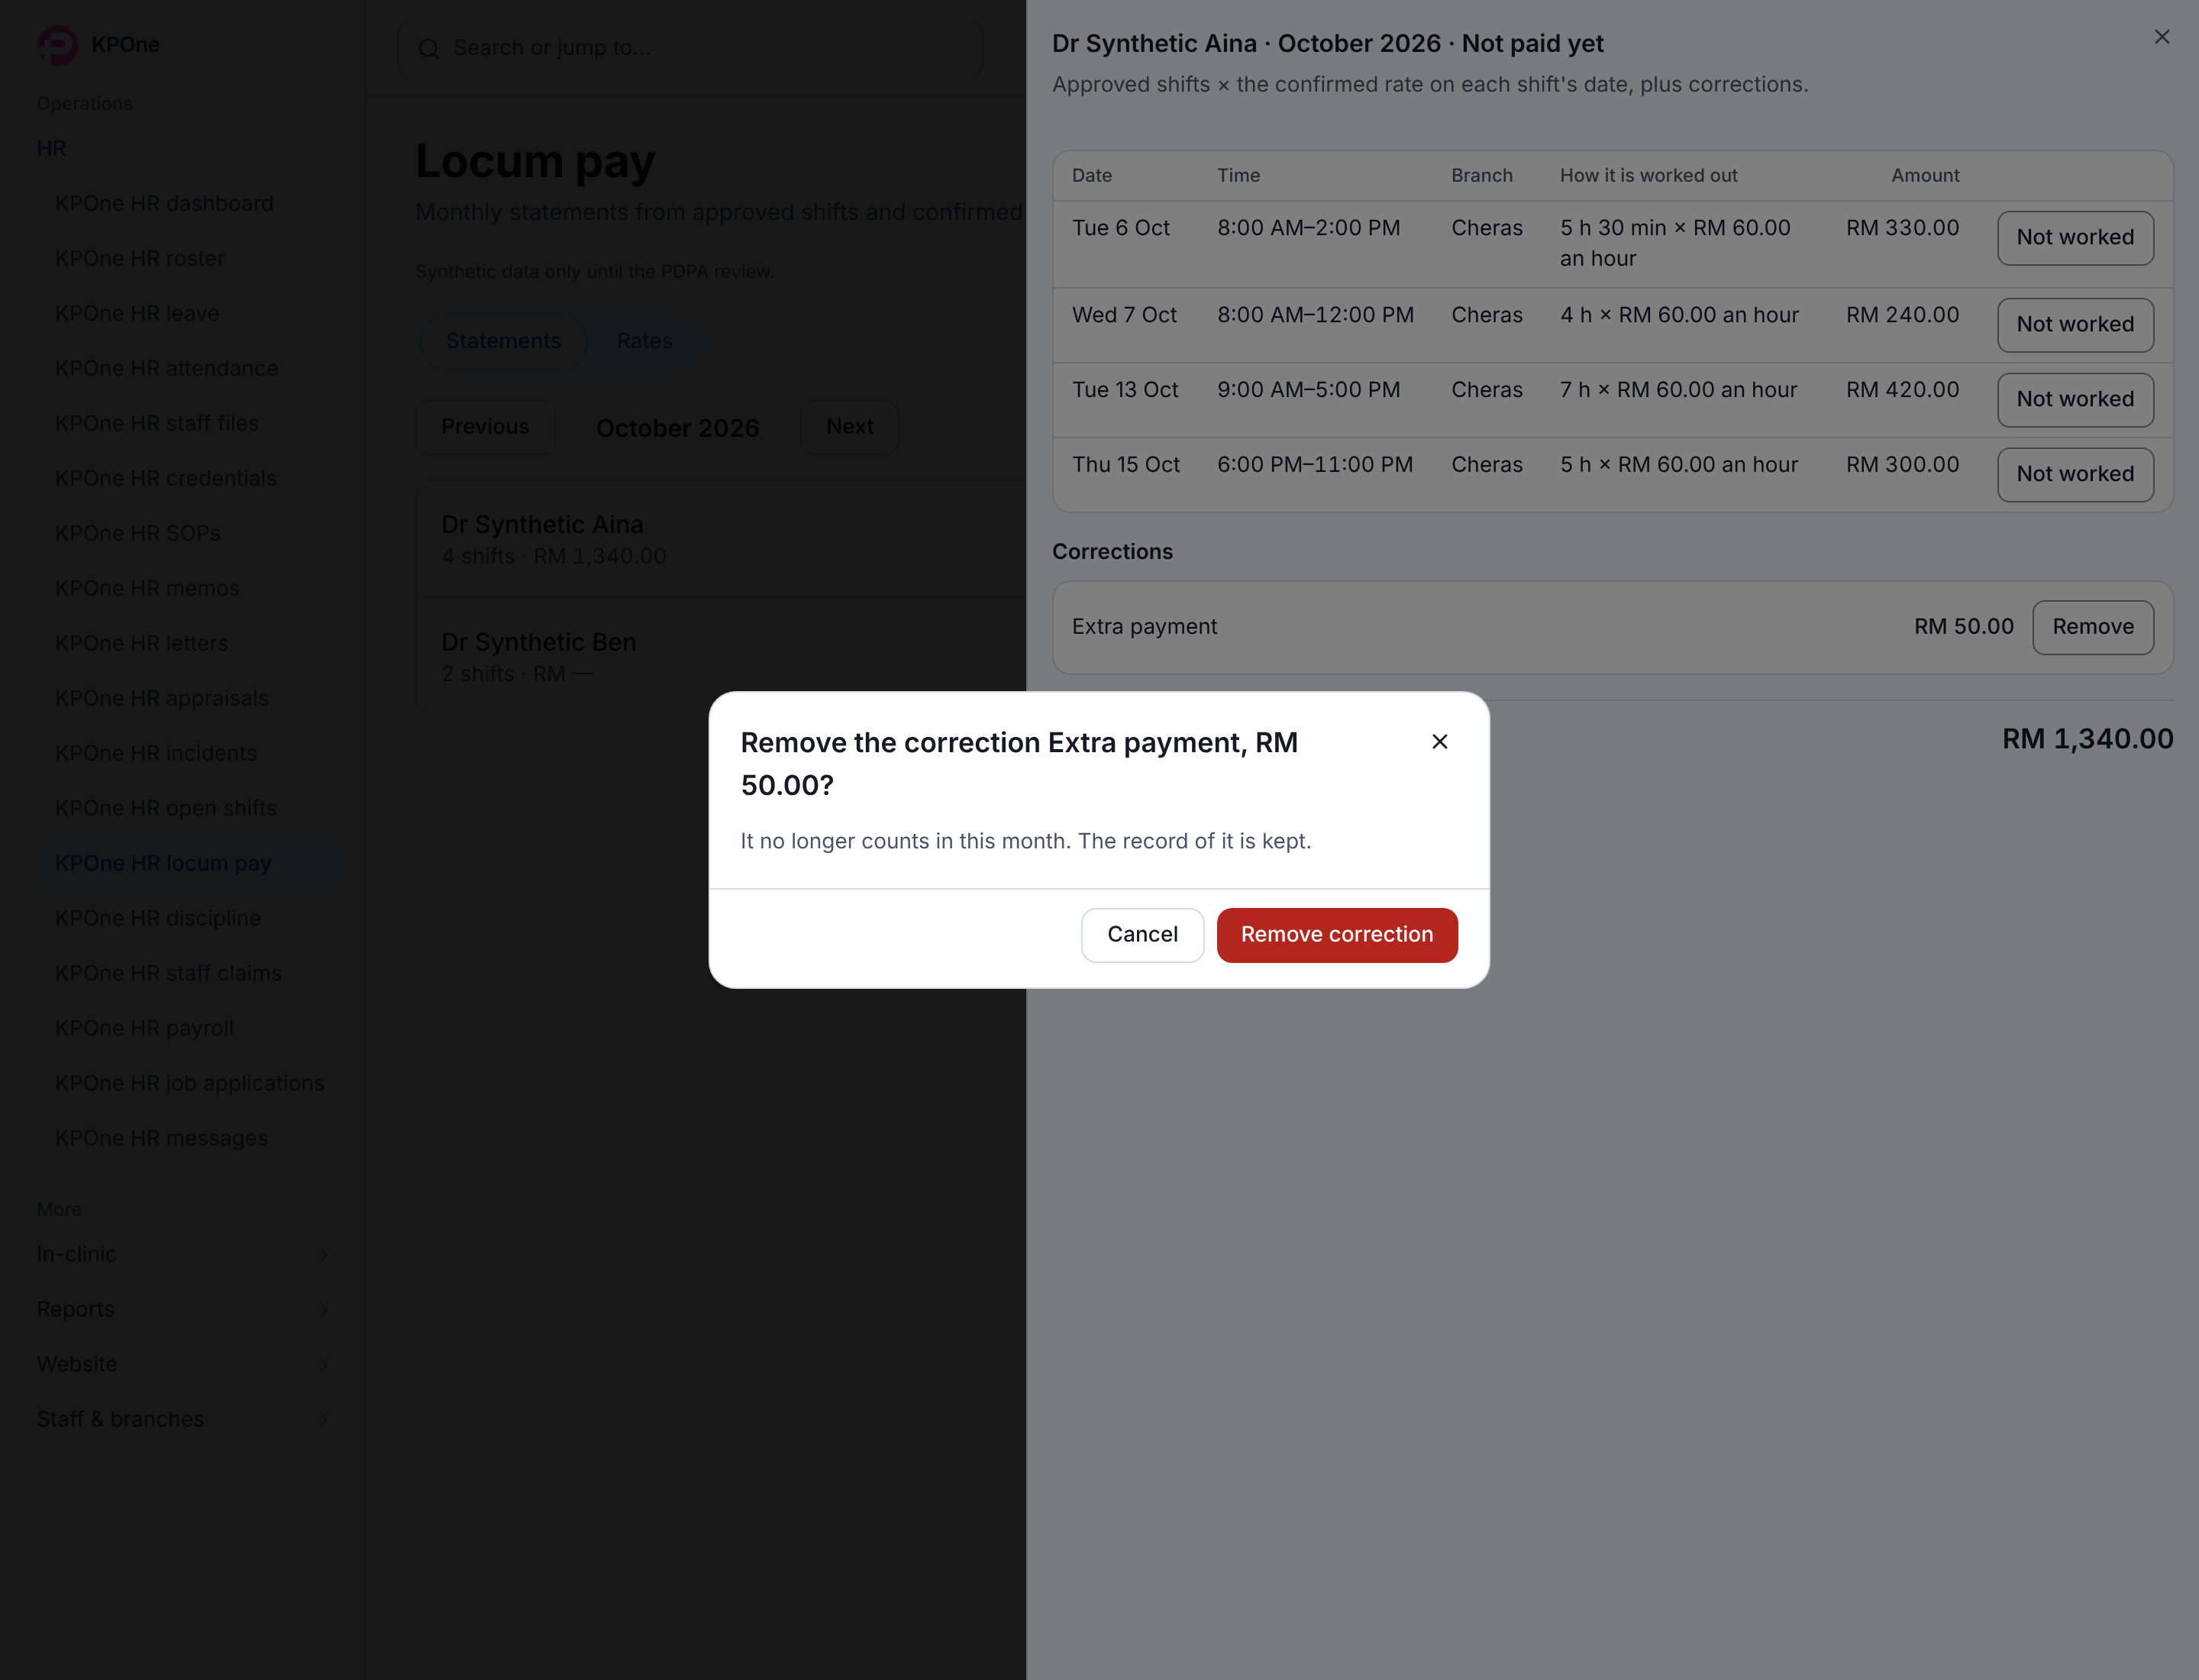 KPOne
Operations
HR
KPOne HR dashboard
KPOne HR roster
KPOne HR leave
KPOne HR attendance
KPOne HR staff files
KPOne HR credentials
KPOne HR SOPs
KPOne HR memos
KPOne HR letters
KPOne HR appraisals
KPOne HR incidents
KPOne HR open shifts
KPOne HR locum pay
KPOne HR discipline
KPOne HR staff claims
KPOne HR payroll
KPOne HR job applications
KPOne HR messages
More
In-clinic
Reports
Website
Staff & branches
Search or jump to...
Locum pay
Monthly statements from approved shifts and confirmed
Synthetic data only until the PDPA review.
Statements Rates
Previous October 2026 Next
Dr Synthetic Aina
4 shifts · RM 1,340.00
Dr Synthetic Ben
2 shifts · RM —
Dr Synthetic Aina · October 2026 · Not paid yet
Approved shifts × the confirmed rate on each shift's date, plus corrections.
Date Time Branch How it is worked out Amount
Tue 6 Oct 8:00 AM–2:00 PM Cheras 5 h 30 min × RM 60.00 RM 330.00 Not worked
an hour
Wed 7 Oct 8:00 AM–12:00 PM Cheras 4 h × RM 60.00 an hour RM 240.00 Not worked
Tue 13 Oct 9:00 AM–5:00 PM Cheras 7 h × RM 60.00 an hour RM 420.00 Not worked
Thu 15 Oct 6:00 PM–11:00 PM Cheras 5 h × RM 60.00 an hour RM 300.00 Not worked
Corrections
Extra payment RM 50.00 Remove
RM 1,340.00
Remove the correction Extra payment, RM
50.00?
It no longer counts in this month. The record of it is kept.
Cancel Remove correction